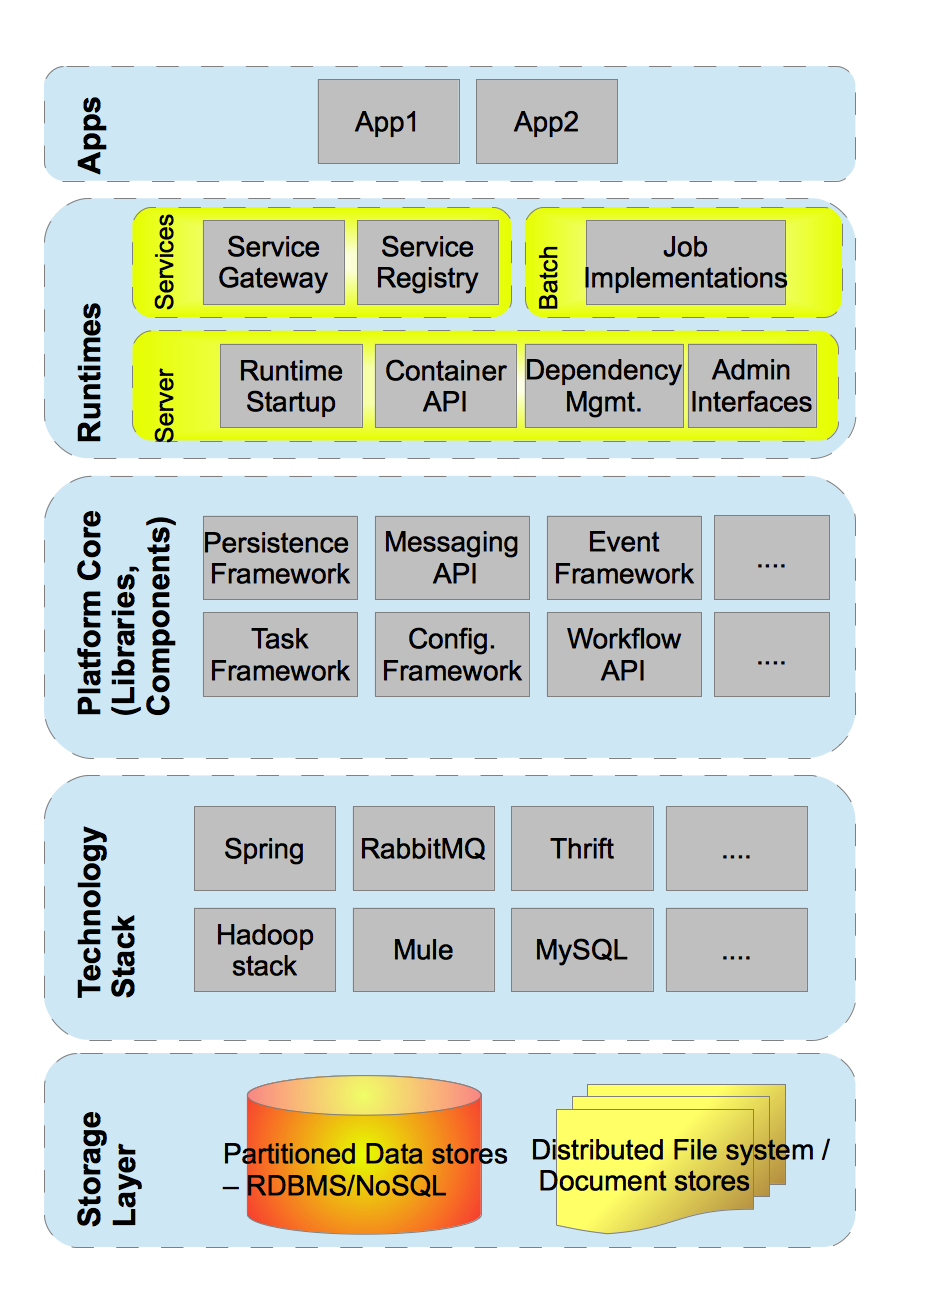 Apps
App1
App2
Runtimes
Services
Service
Gateway
Service
Registry
Batch
Job
Implementations
Server
Runtime
Startup
Container
API
Dependency
Mgmt.
Admin
Interfaces
Platform Core
(Libraries,
Components)
Persistence
Framework
Messaging
API
Event
Framework
....
Task
Framework
Config.
Framework
Workflow
API
....
Technology
Stack
Spring
RabbitMQ
Thrift
....
Hadoop
stack
Mule
MySQL
....
Storage
Layer
Partitioned Data stores
– RDBMS/NoSQL
Distributed File system /
Document stores